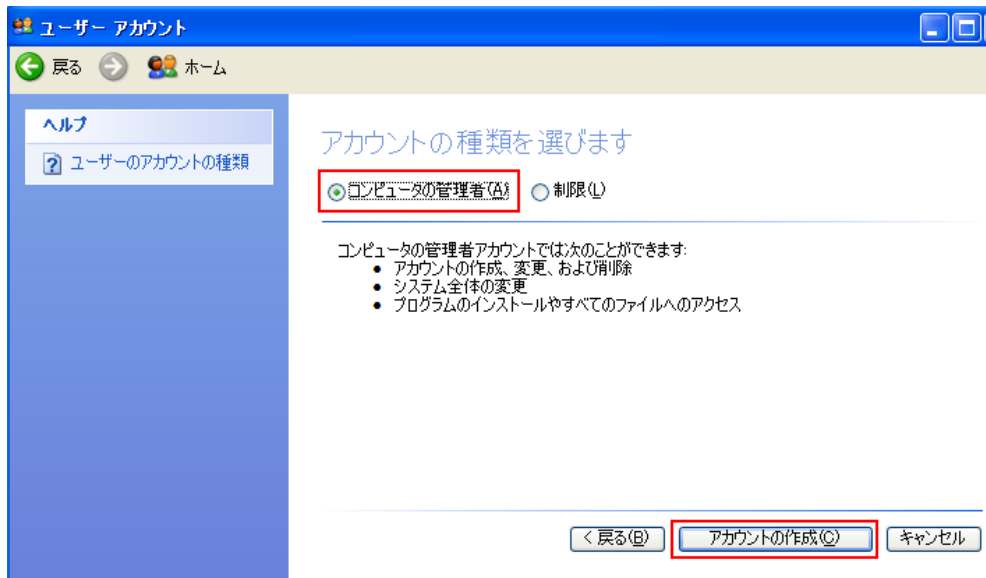 ユーザー アカウント
戻る ホーム
ヘルプ
ユーザーのアカウントの種類
アカウントの種類を選びます
コンピュータの管理者(A) 制限(L)
コンピュータの管理者アカウントでは次のことができます:
● アカウントの作成、変更、および削除
● システム全体の変更
● プログラムのインストールやすべてのファイルへのアクセス
< 戻る(B) アカウントの作成(C) キャンセル